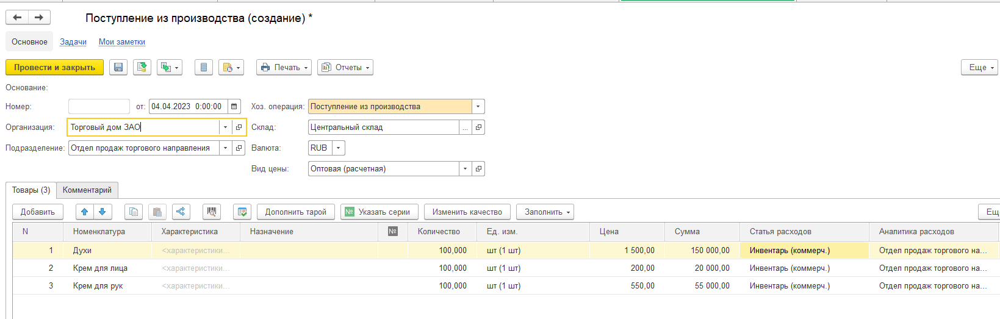 Поступление из производства (создание) *
Основное Задачи Мои заметки
Провести и закрыть Печать Отчеты Еще
Основание:
Номер: от: 04.04.2023 0:00:00 Хоз. операция: Поступление из производства
Организация: Торговый дом ЗАО Склад: Центральный склад ...
Подразделение: Отдел продаж торгового направления Валюта: RUB
Вид цены: Оптовая (расчетная)
Товары (3) Комментарий
Добавить Дополнить тарой № Указать серии Изменить качество Заполнить Ещ
N Номенклатура Характеристика Назначение № Количество Ед. изм. Цена Сумма Статья расходов Аналитика расходов
1 Духи <характеристики... 100,000 шт (1 шт) 1 500,00 150 000,00 Инвентарь (коммерч.) Отдел продаж торгового на...
2 Крем для лица <характеристики... 100,000 шт (1 шт) 200,00 20 000,00 Инвентарь (коммерч.) Отдел продаж торгового на...
3 Крем для рук <характеристики... 100,000 шт (1 шт) 550,00 55 000,00 Инвентарь (коммерч.) Отдел продаж торгового на...